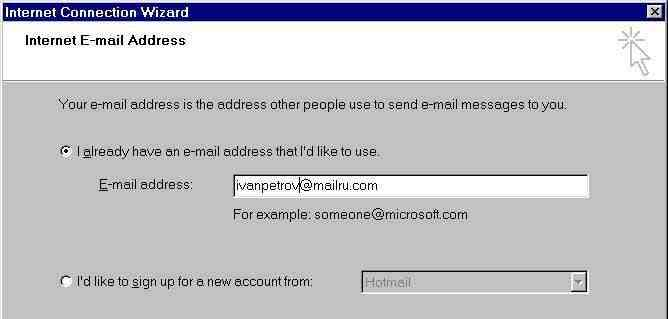 Internet Connection Wizard
Internet E-mail Address
Your e-mail address is the address other people use to send e-mail messages to you.
I already have an e-mail address that I'd like to use.
E-mail address: ivanpetrov@mailru.com
For example: someone@microsoft.com
I'd like to sign up for a new account from: Hotmail